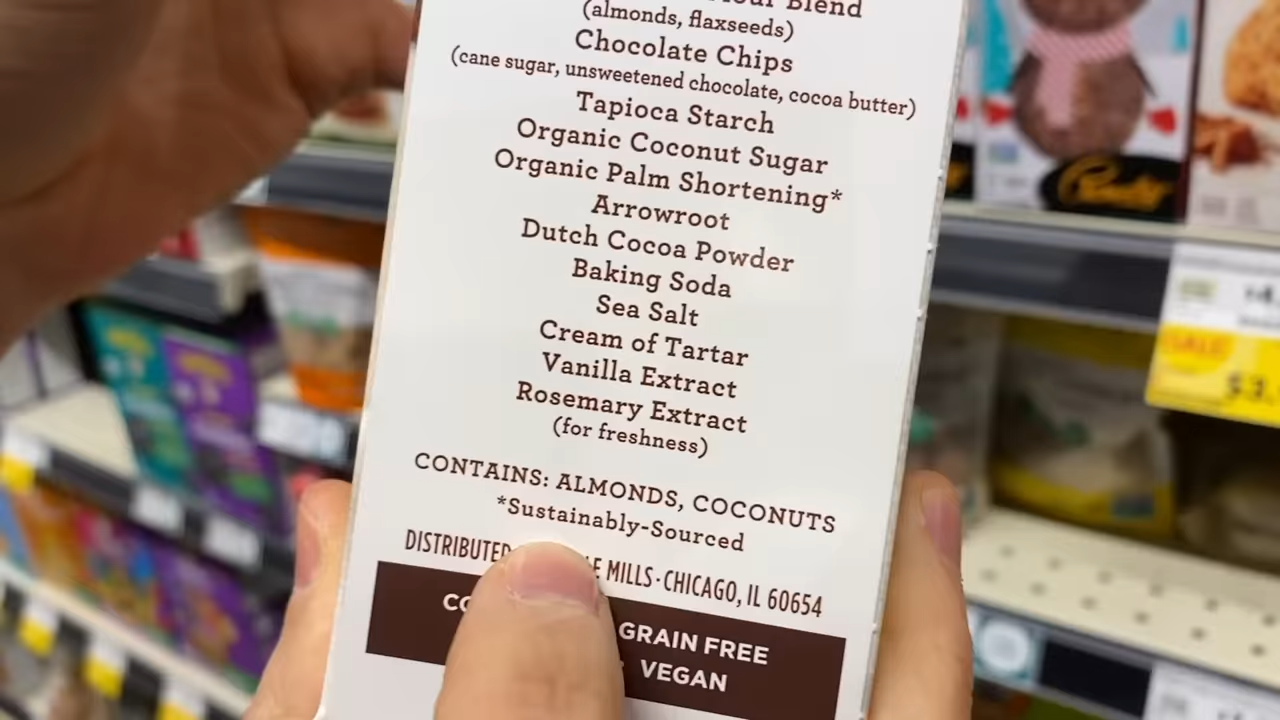 Blend
(almonds, flaxseeds)
Chocolate Chips
(cane sugar, unsweetened chocolate, cocoa butter)
Tapioca Starch
Organic Coconut Sugar
Organic Palm Shortening*
Arrowroot
Dutch Cocoa Powder
Baking Soda
Sea Salt
Cream of Tartar
Vanilla Extract
Rosemary Extract
(for freshness)
CONTAINS: ALMONDS, COCONUTS
*Sustainably-Sourced
DISTRIBUTED MILLS · CHICAGO, IL 60654
GRAIN FREE
VEGAN
SALE